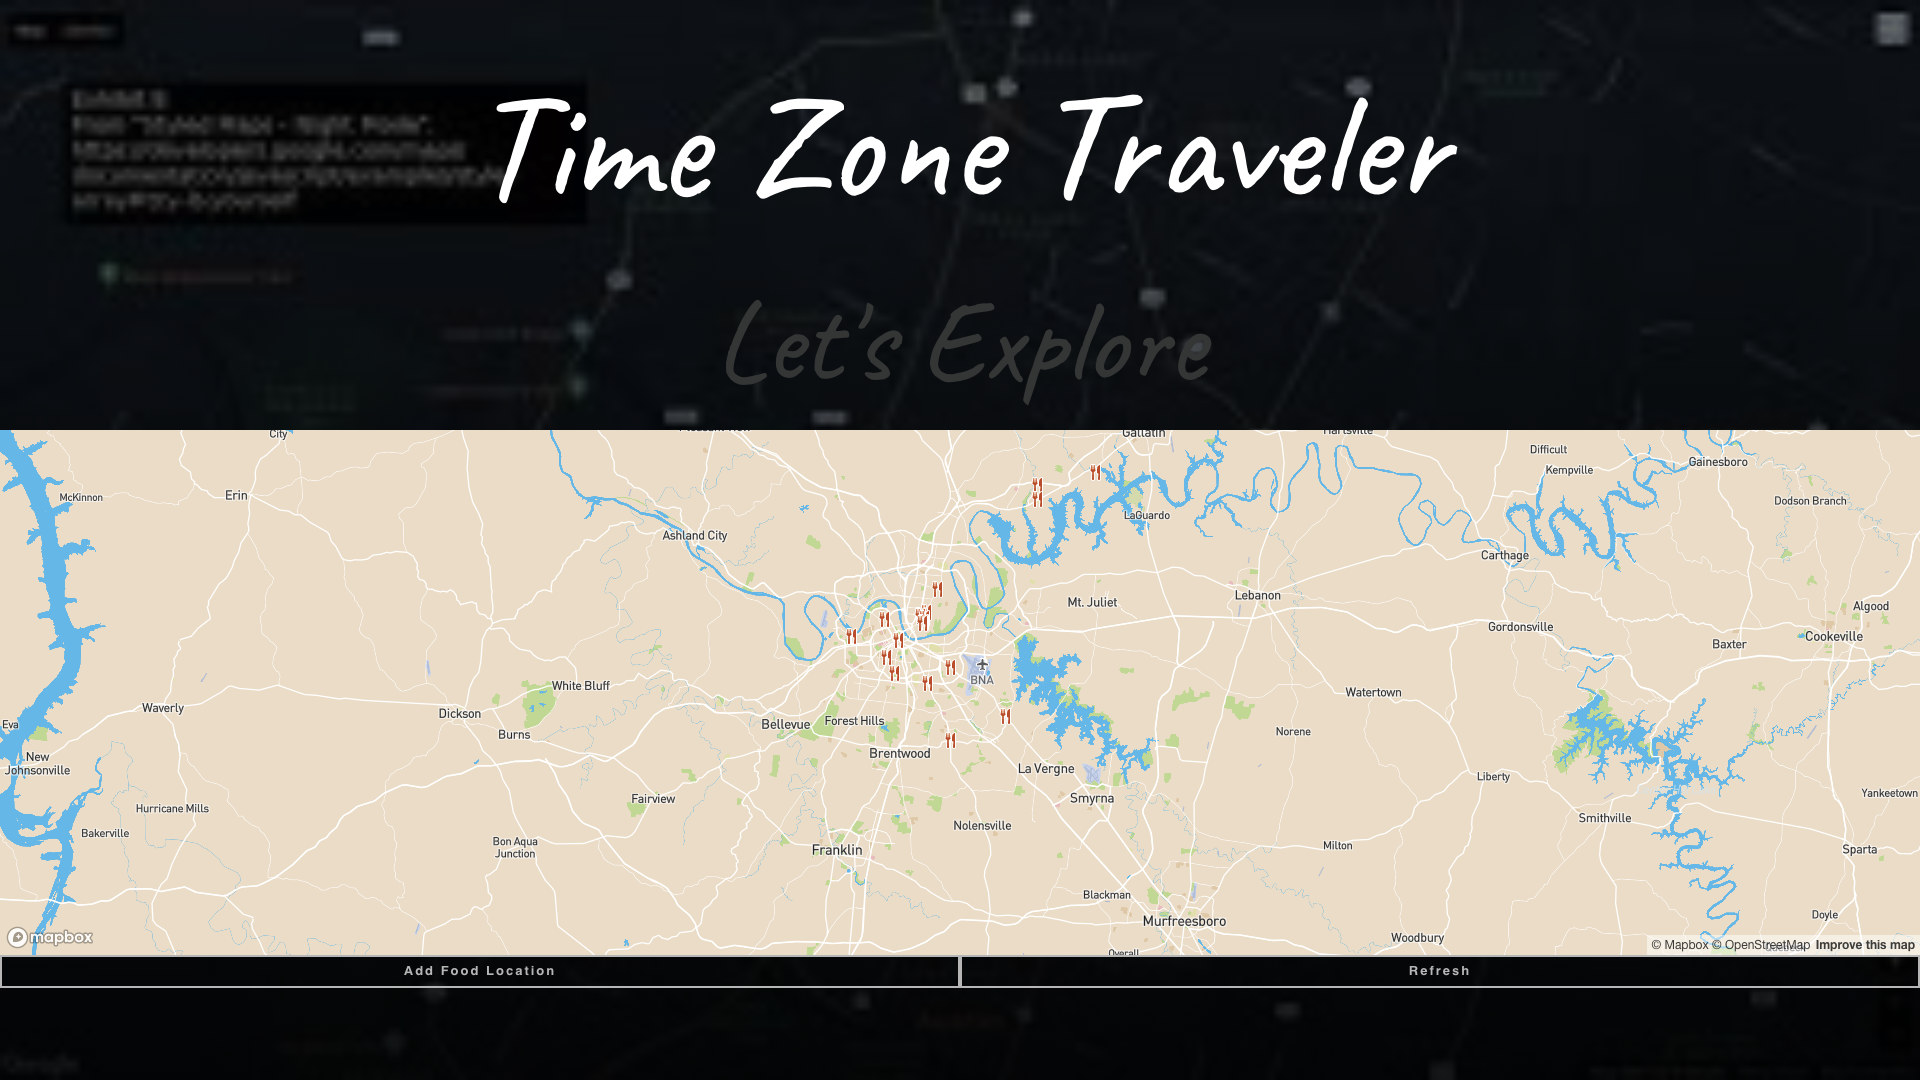 Time Zone Traveler
Let's Explore
City
Gallatin
Hartsville
Difficult
Kempville
Gainesboro
McKinnon
Erin
Dodson Branch
LaGuardo
Ashland City
Carthage
Mt. Juliet
Lebanon
Algood
Gordonsville
Cookeville
Baxter
BNA
White Bluff
Watertown
Waverly
Dickson
Eva
Bellevue
Forest Hills
Burns
Norene
Brentwood
New
Johnsonville
La Vergne
Liberty
Yankeetown
Fairview
Smyrna
Hurricane Mills
Smithville
Nolensville
Bakerville
Bon Aqua
Junction
Milton
Franklin
Sparta
Blackman
Doyle
Murfreesboro
mapbox
Woodbury
© Mapbox © OpenStreetMap Improve this map
Overall
Add Food Location
Refresh